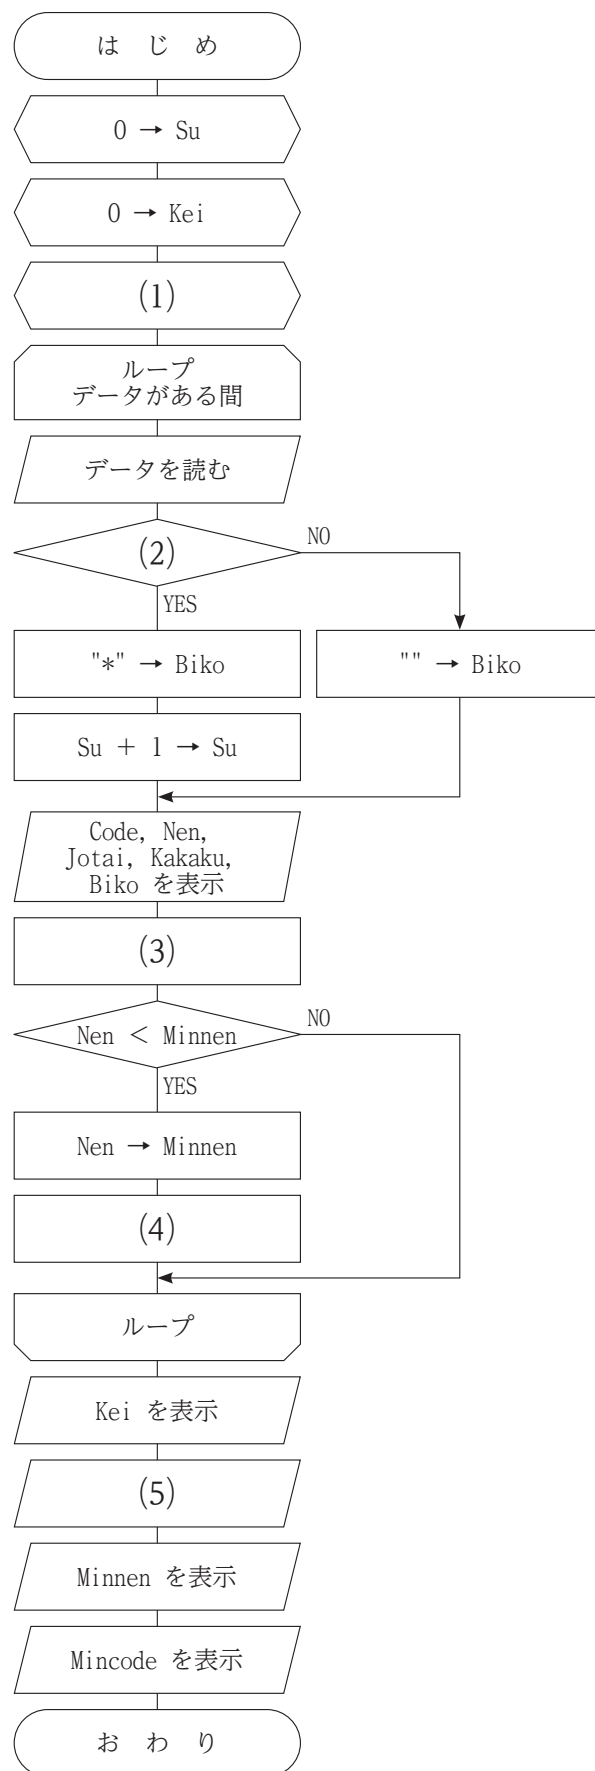 は じ め
0 → Su
0 → Kei
(1)
ループ
データがある間
データを読む
(2)
NO
YES
"*" → Biko
"" → Biko
Su + 1 → Su
Code, Nen,
Jotai, Kakaku,
Biko を表示
(3)
Nen < Minnen
NO
YES
Nen → Minnen
(4)
ループ
Kei を表示
(5)
Minnen を表示
Mincode を表示
お わ り